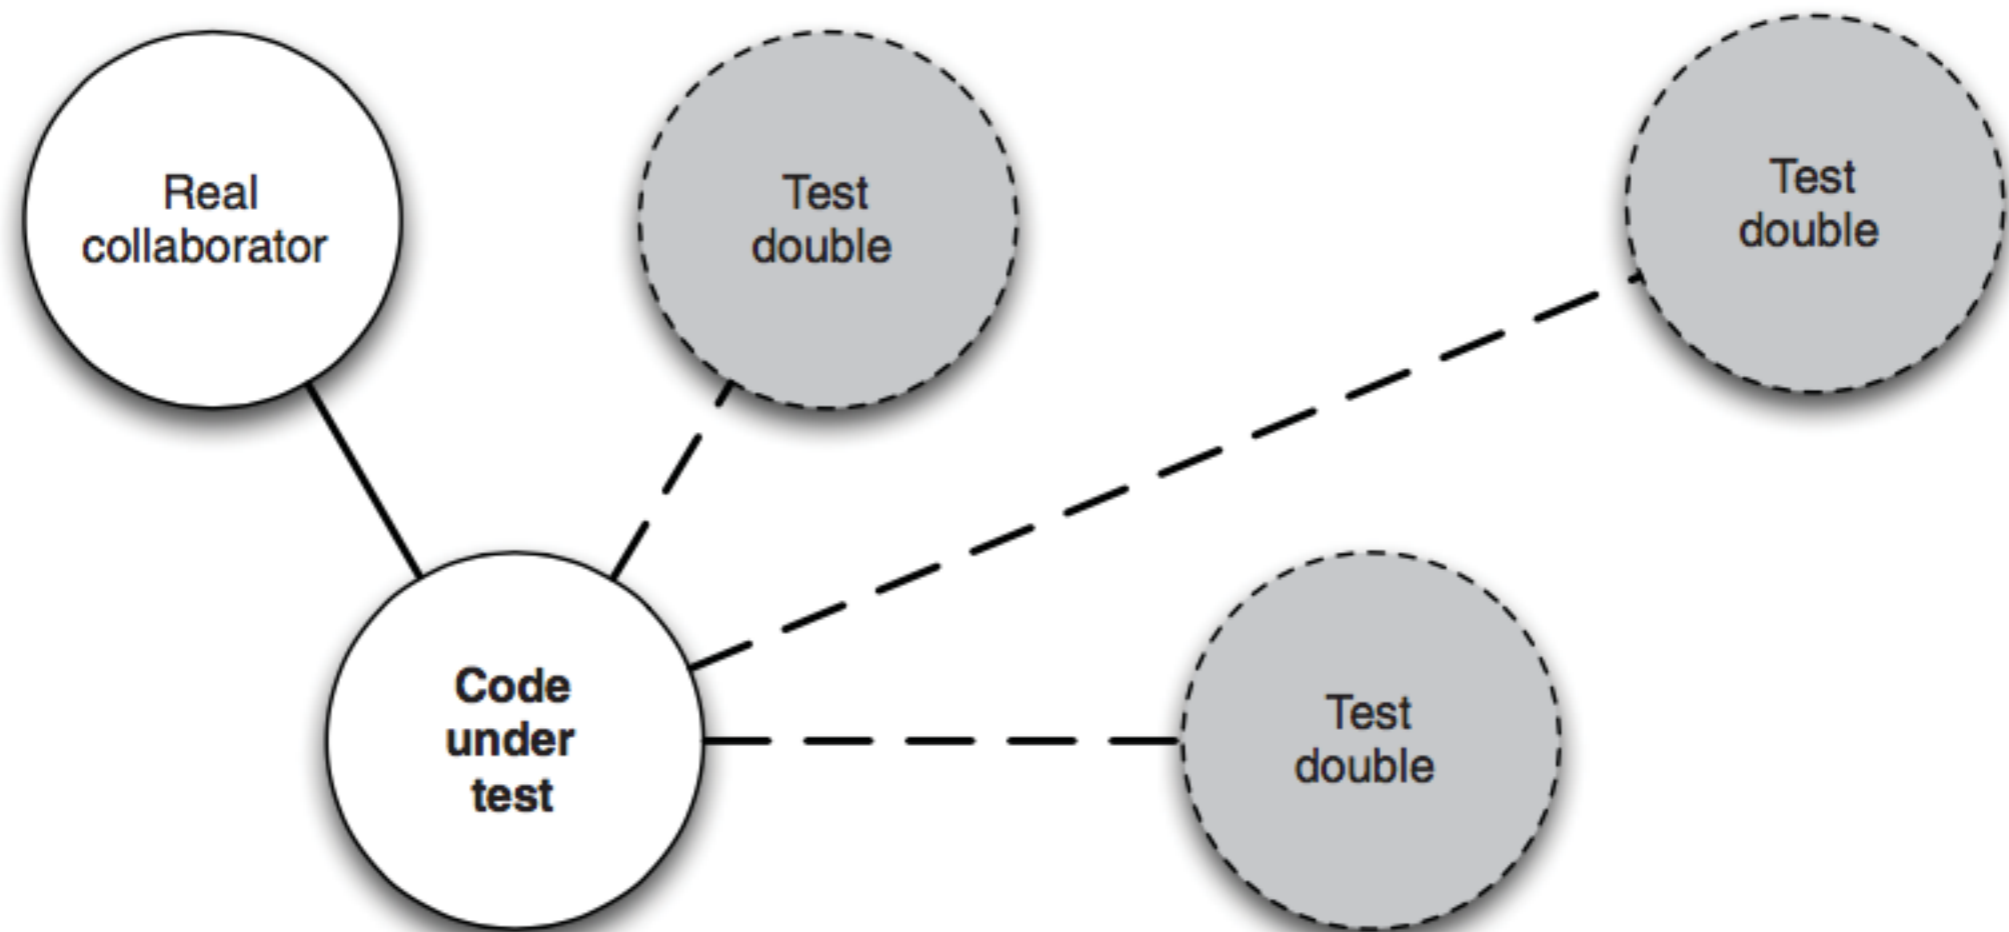 Real
collaborator
Test
double
Test
double
Code
under
test
Test
double